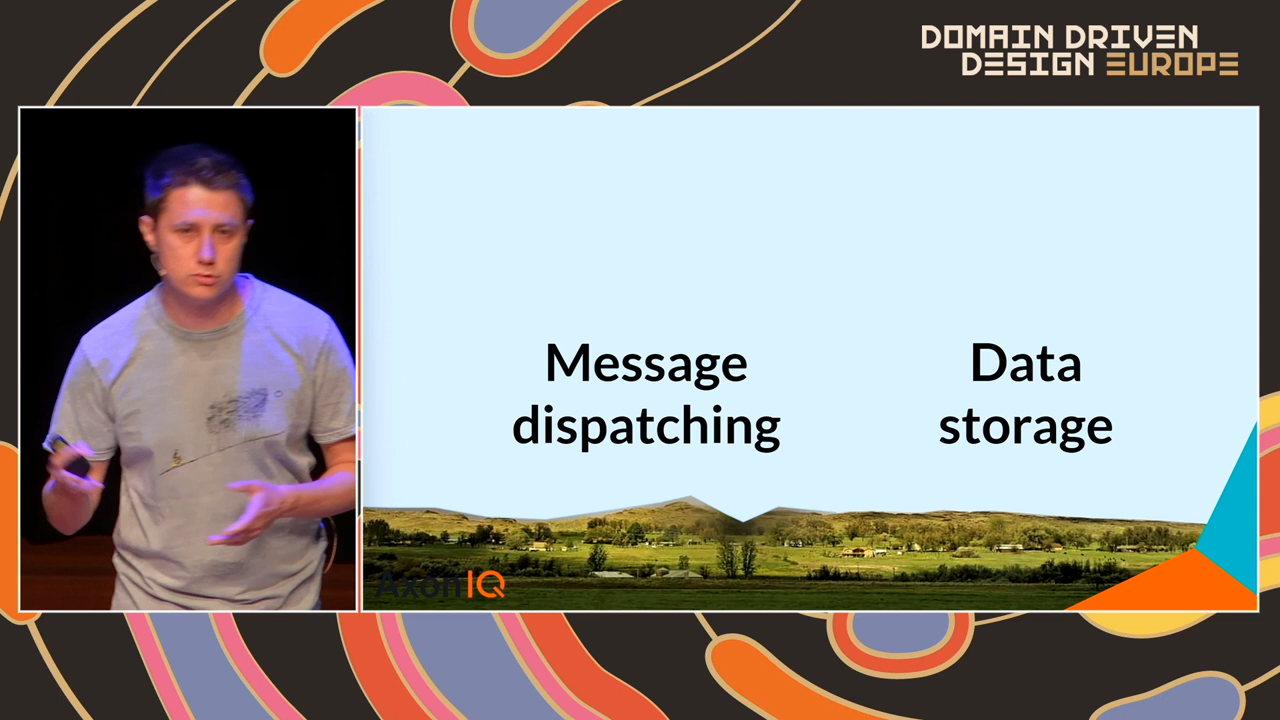 DOMAIN DRIVEN
DESIGN EUROPE
Message
dispatching
Data
storage
AxonIQ